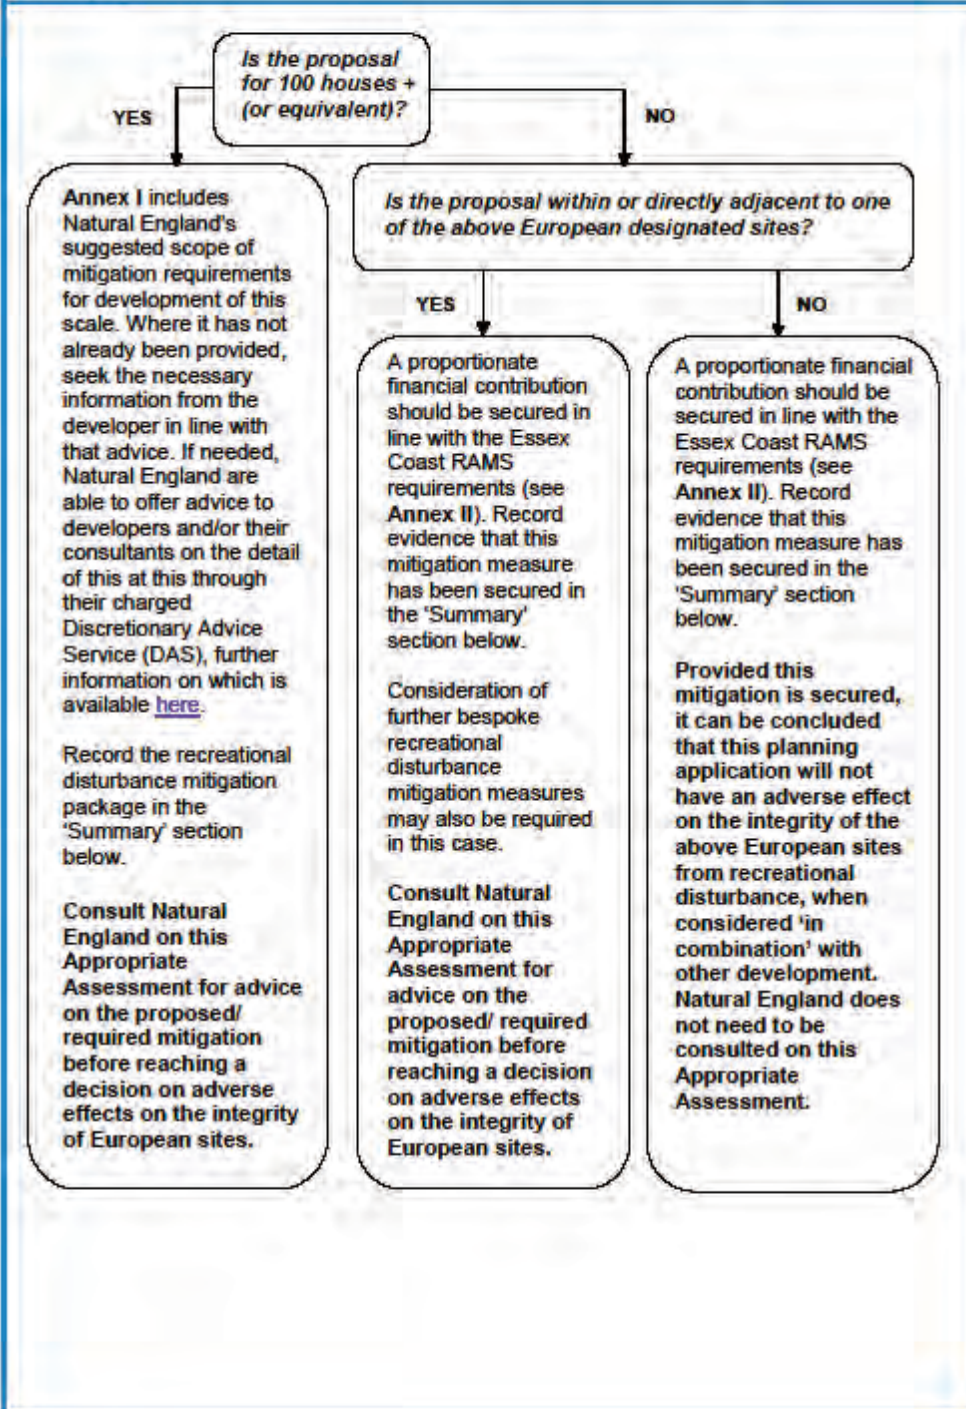 Is the proposal
for 100 houses +
(or equivalent)?
YES
NO
Annex I includes
Natural England's
suggested scope of
mitigation requirements
for development of this
scale. Where it has not
already been provided,
seek the necessary
information from the
developer in line with
that advice. If needed,
Natural England are
able to offer advice to
developers and/or their
consultants on the detail
of this at this through
their charged
Discretionary Advice
Service (DAS), further
information on which is
available here.
Record the recreational
disturbance mitigation
package in the
'Summary' section
below.
Consult Natural
England on this
Appropriate
Assessment for advice
on the proposed/
required mitigation
before reaching a
decision on adverse
effects on the integrity
of European sites.
Is the proposal within or directly adjacent to one
of the above European designated sites?
YES
NO
A proportionate
financial contribution
should be secured in
line with the Essex
Coast RAMS
requirements (see
Annex II). Record
evidence that this
mitigation measure
has been secured in
the 'Summary'
section below.
Consideration of
further bespoke
recreational
disturbance
mitigation measures
may also be required
in this case.
Consult Natural
England on this
Appropriate
Assessment for
advice on the
proposed/ required
mitigation before
reaching a decision
on adverse effects
on the integrity of
European sites.
A proportionate financial
contribution should be
secured in line with the
Essex Coast RAMS
requirements (see
Annex II). Record
evidence that this
mitigation measure has
been secured in the
'Summary' section
below.
Provided this
mitigation is secured,
it can be concluded
that this planning
application will not
have an adverse effect
on the integrity of the
above European sites
from recreational
disturbance, when
considered 'in
combination' with
other development.
Natural England does
not need to be
consulted on this
Appropriate
Assessment.